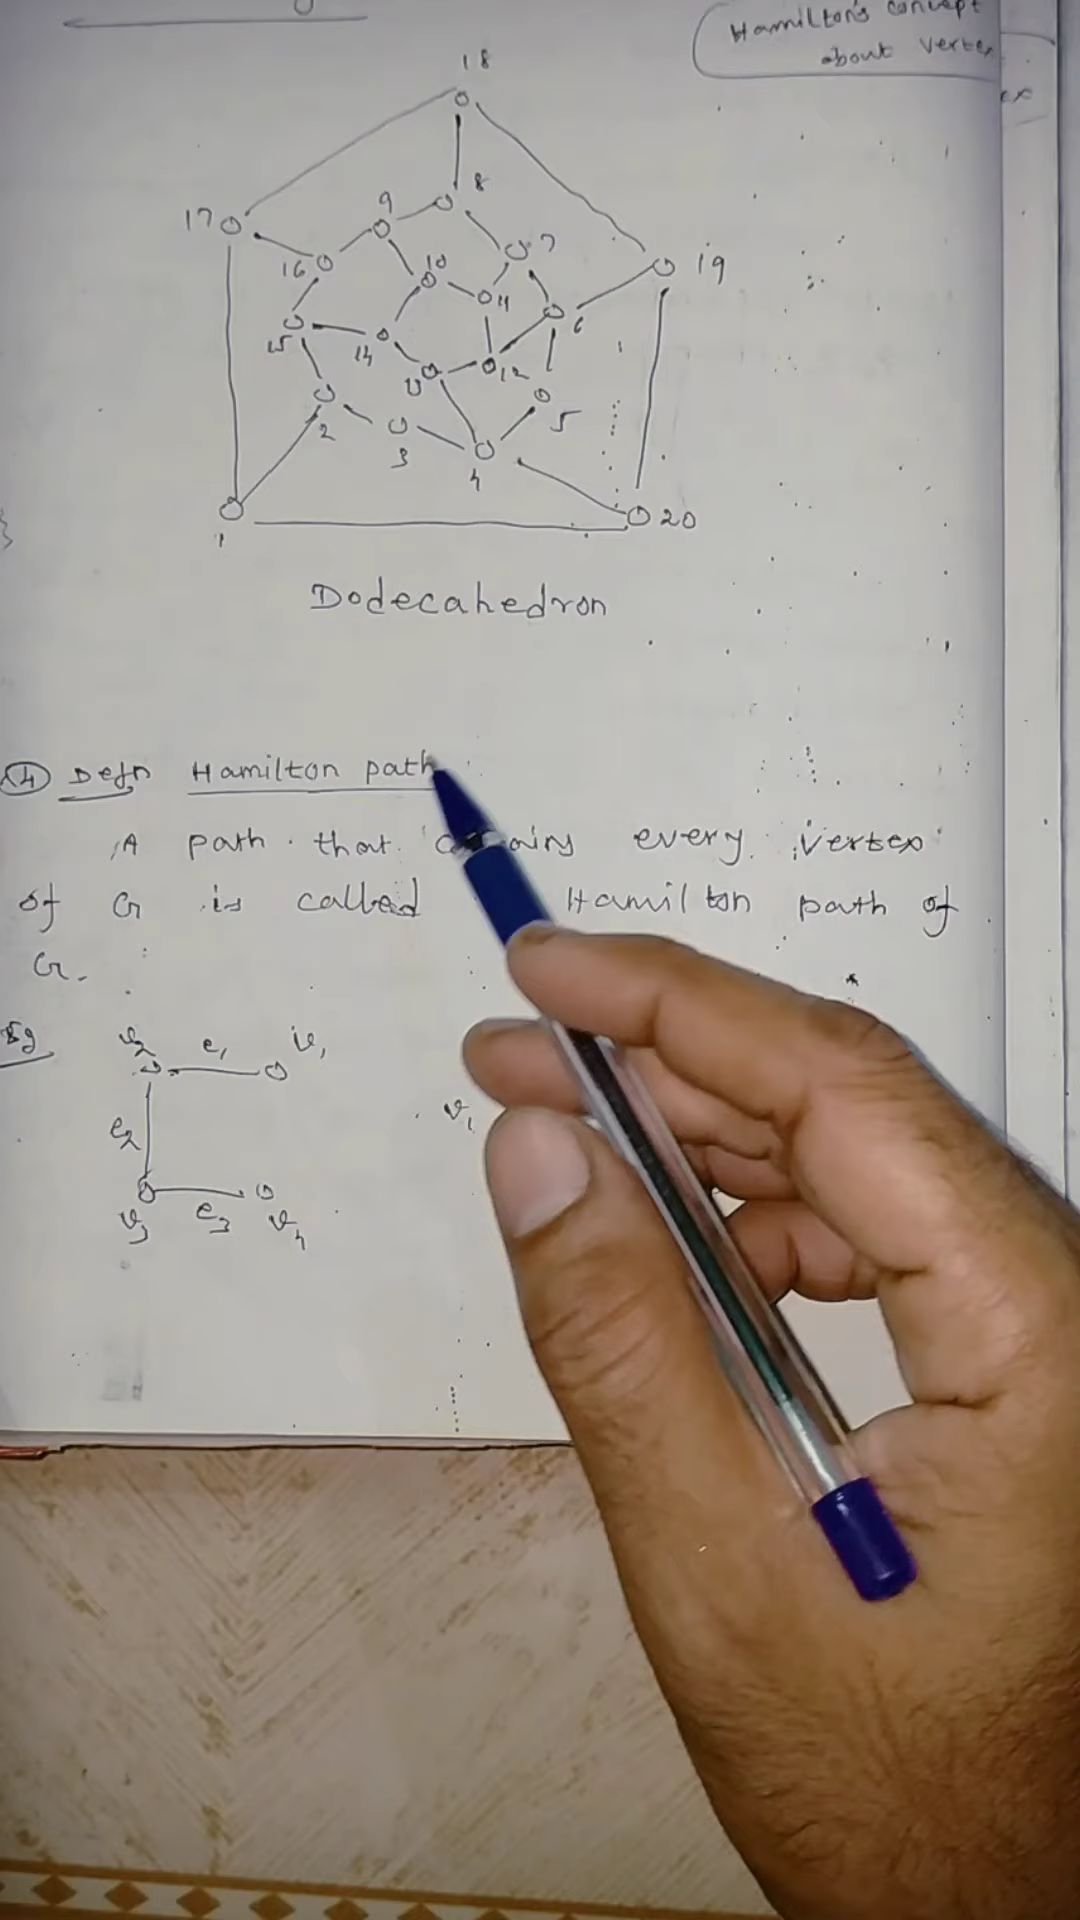 Hamilton's concept
about vertex
ex
18
8
9
17
7
19
16
10
11
6
15
14
12
5
2
3
4
1
20
Dodecahedron
(4) Defn Hamilton path
A path that every vertex
of G is called Hamilton path of
G.
Eg
v2 e1 v1
e2
v1
v3 e3 v4